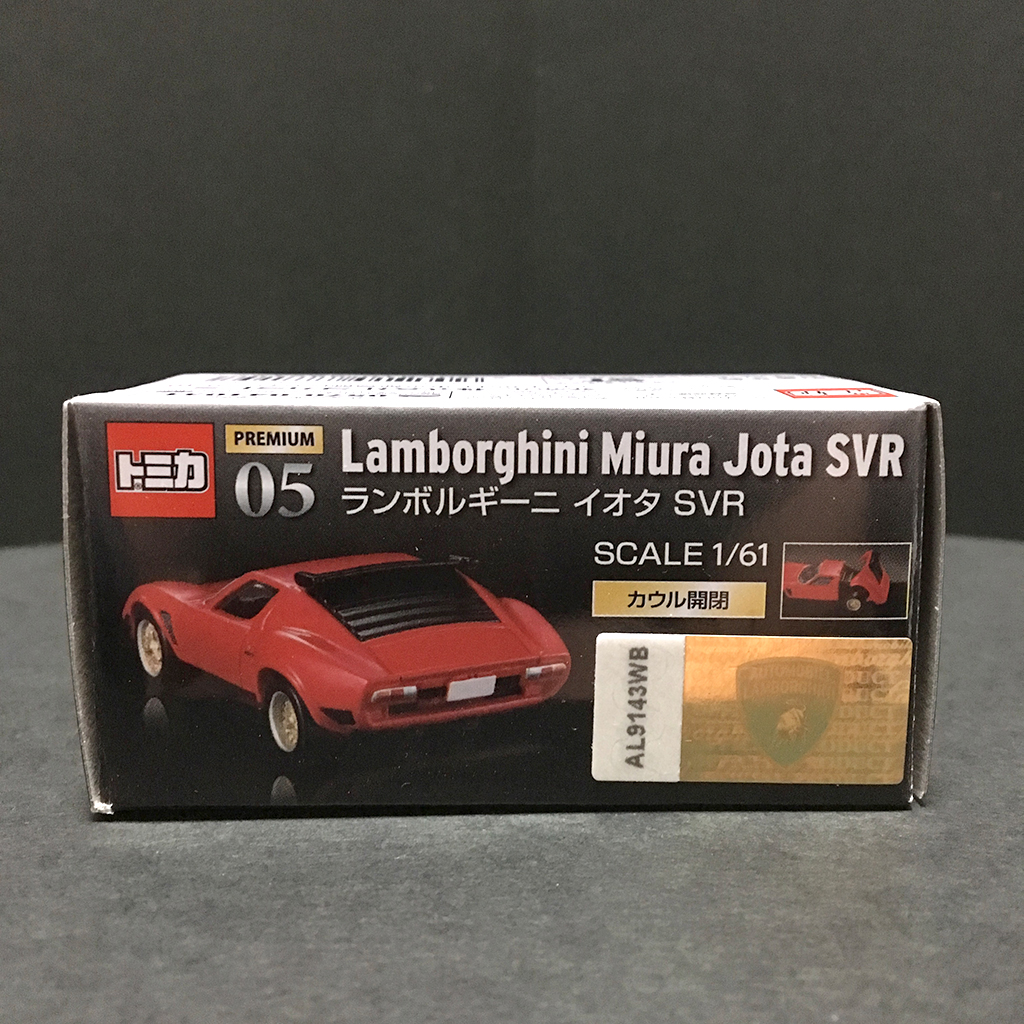 トミカ
PREMIUM
05
Lamborghini Miura Jota SVR
ランボルギーニ イオタ SVR
SCALE 1/61
カウル開閉
AL9143WB